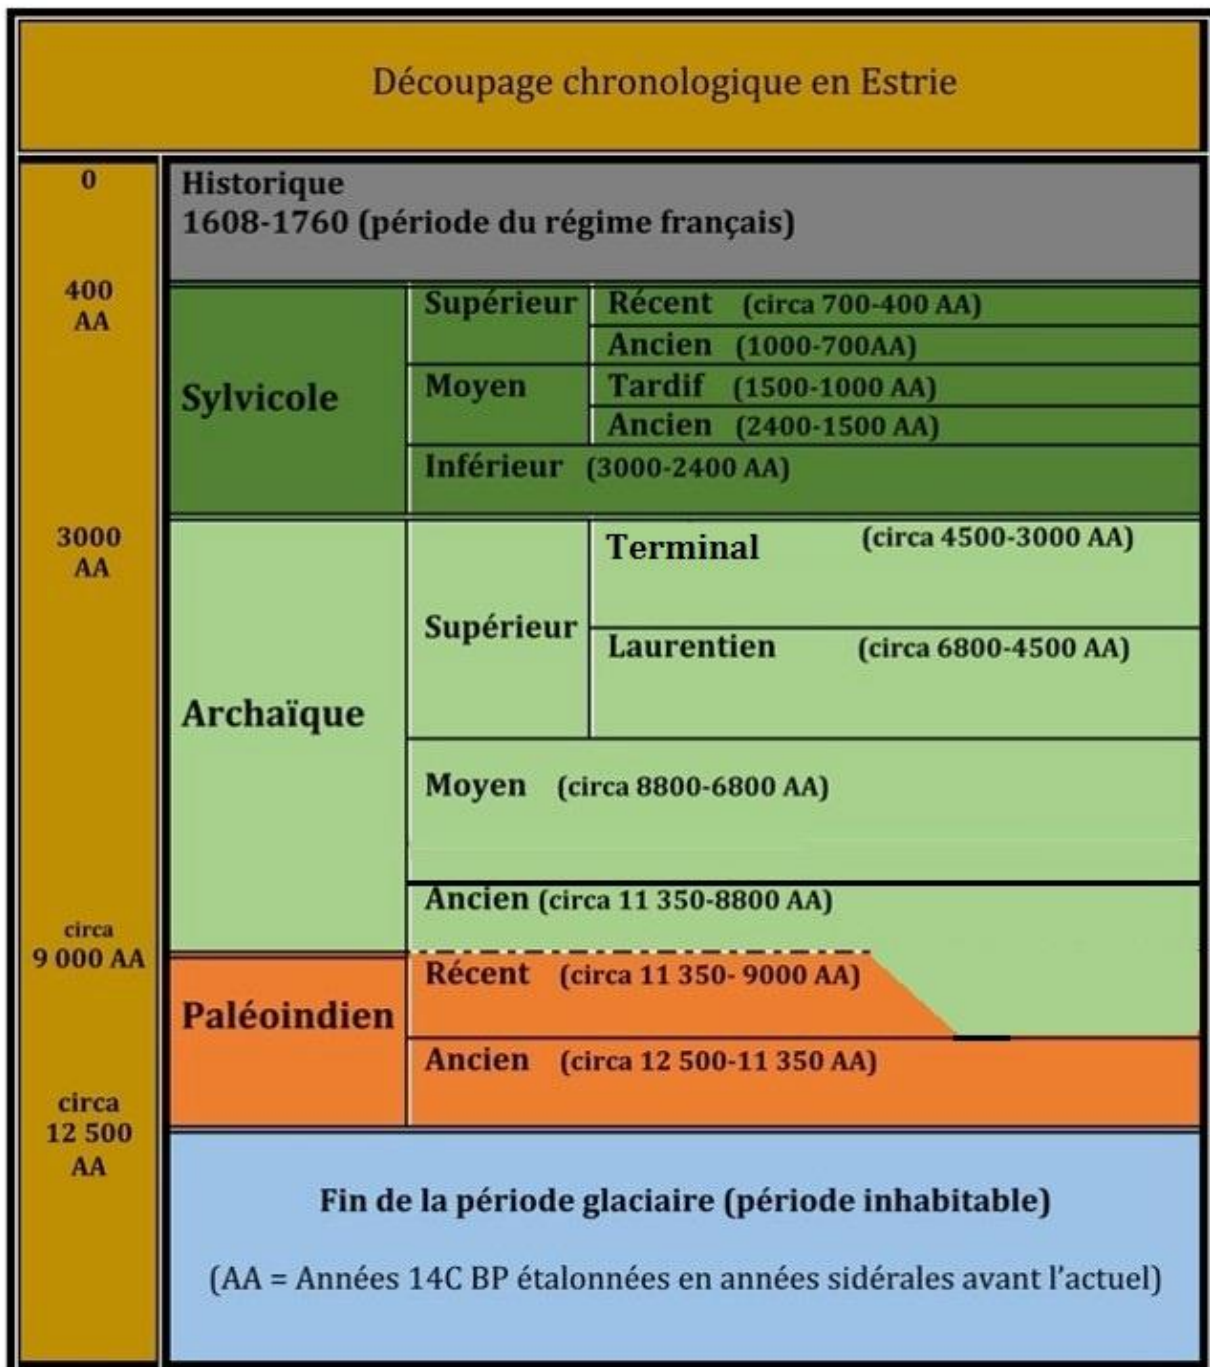 Découpage chronologique en Estrie
0
Historique
1608-1760 (période du régime français)
400
AA
Sylvicole
Supérieur
Récent (circa 700-400 AA)
Ancien (1000-700AA)
Moyen
Tardif (1500-1000 AA)
Ancien (2400-1500 AA)
Inférieur (3000-2400 AA)
3000
AA
Archaïque
Supérieur
Terminal (circa 4500-3000 AA)
Laurentien (circa 6800-4500 AA)
Moyen (circa 8800-6800 AA)
Ancien (circa 11 350-8800 AA)
circa
9 000 AA
Paléoindien
Récent (circa 11 350- 9000 AA)
Ancien (circa 12 500-11 350 AA)
circa
12 500
AA
Fin de la période glaciaire (période inhabitable)
(AA = Années 14C BP étalonnées en années sidérales avant l'actuel)